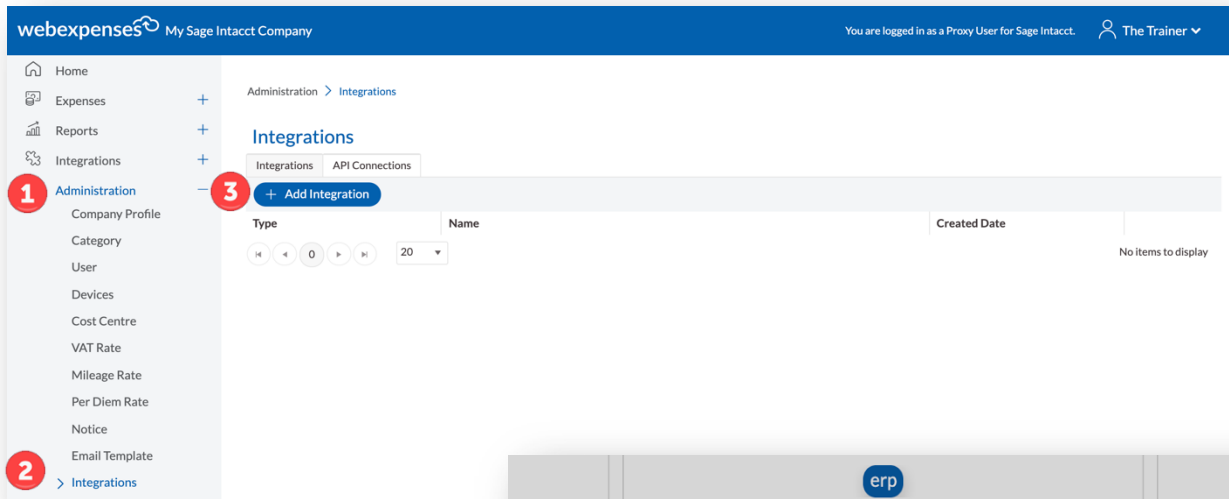 webexpenses My Sage Intacct Company
You are logged in as a Proxy User for Sage Intacct. The Trainer
Home
Expenses
Reports
Integrations
1 Administration
Company Profile
Category
User
Devices
Cost Centre
VAT Rate
Mileage Rate
Per Diem Rate
Notice
Email Template
2 > Integrations
Administration > Integrations
Integrations
Integrations API Connections
3 + Add Integration
Type Name Created Date
0 20 No items to display
erp